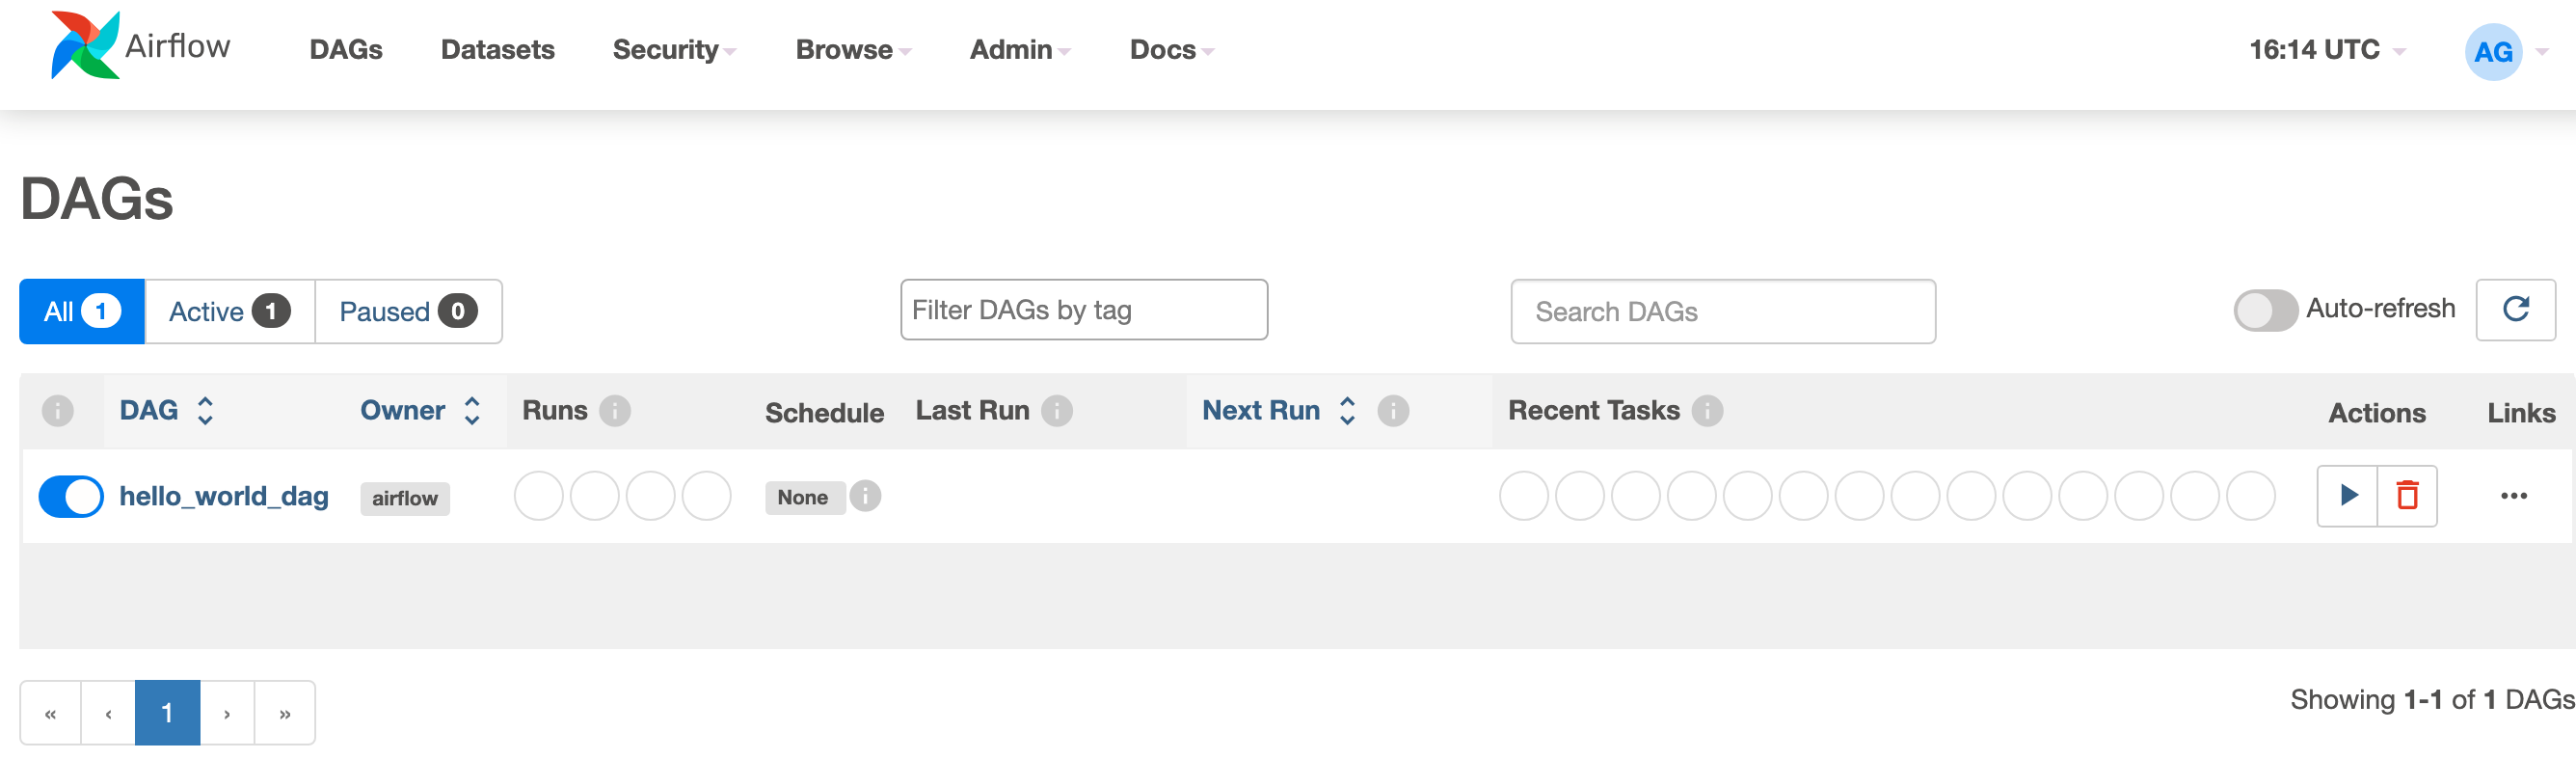 Airflow DAGs Datasets Security Browse Admin Docs 16:14 UTC AG
DAGs
All 1 Active 1 Paused 0 Filter DAGs by tag Search DAGs Auto-refresh
DAG Owner Runs Schedule Last Run Next Run Recent Tasks Actions Links
hello_world_dag airflow None
« ‹ 1 › » Showing 1-1 of 1 DAGs